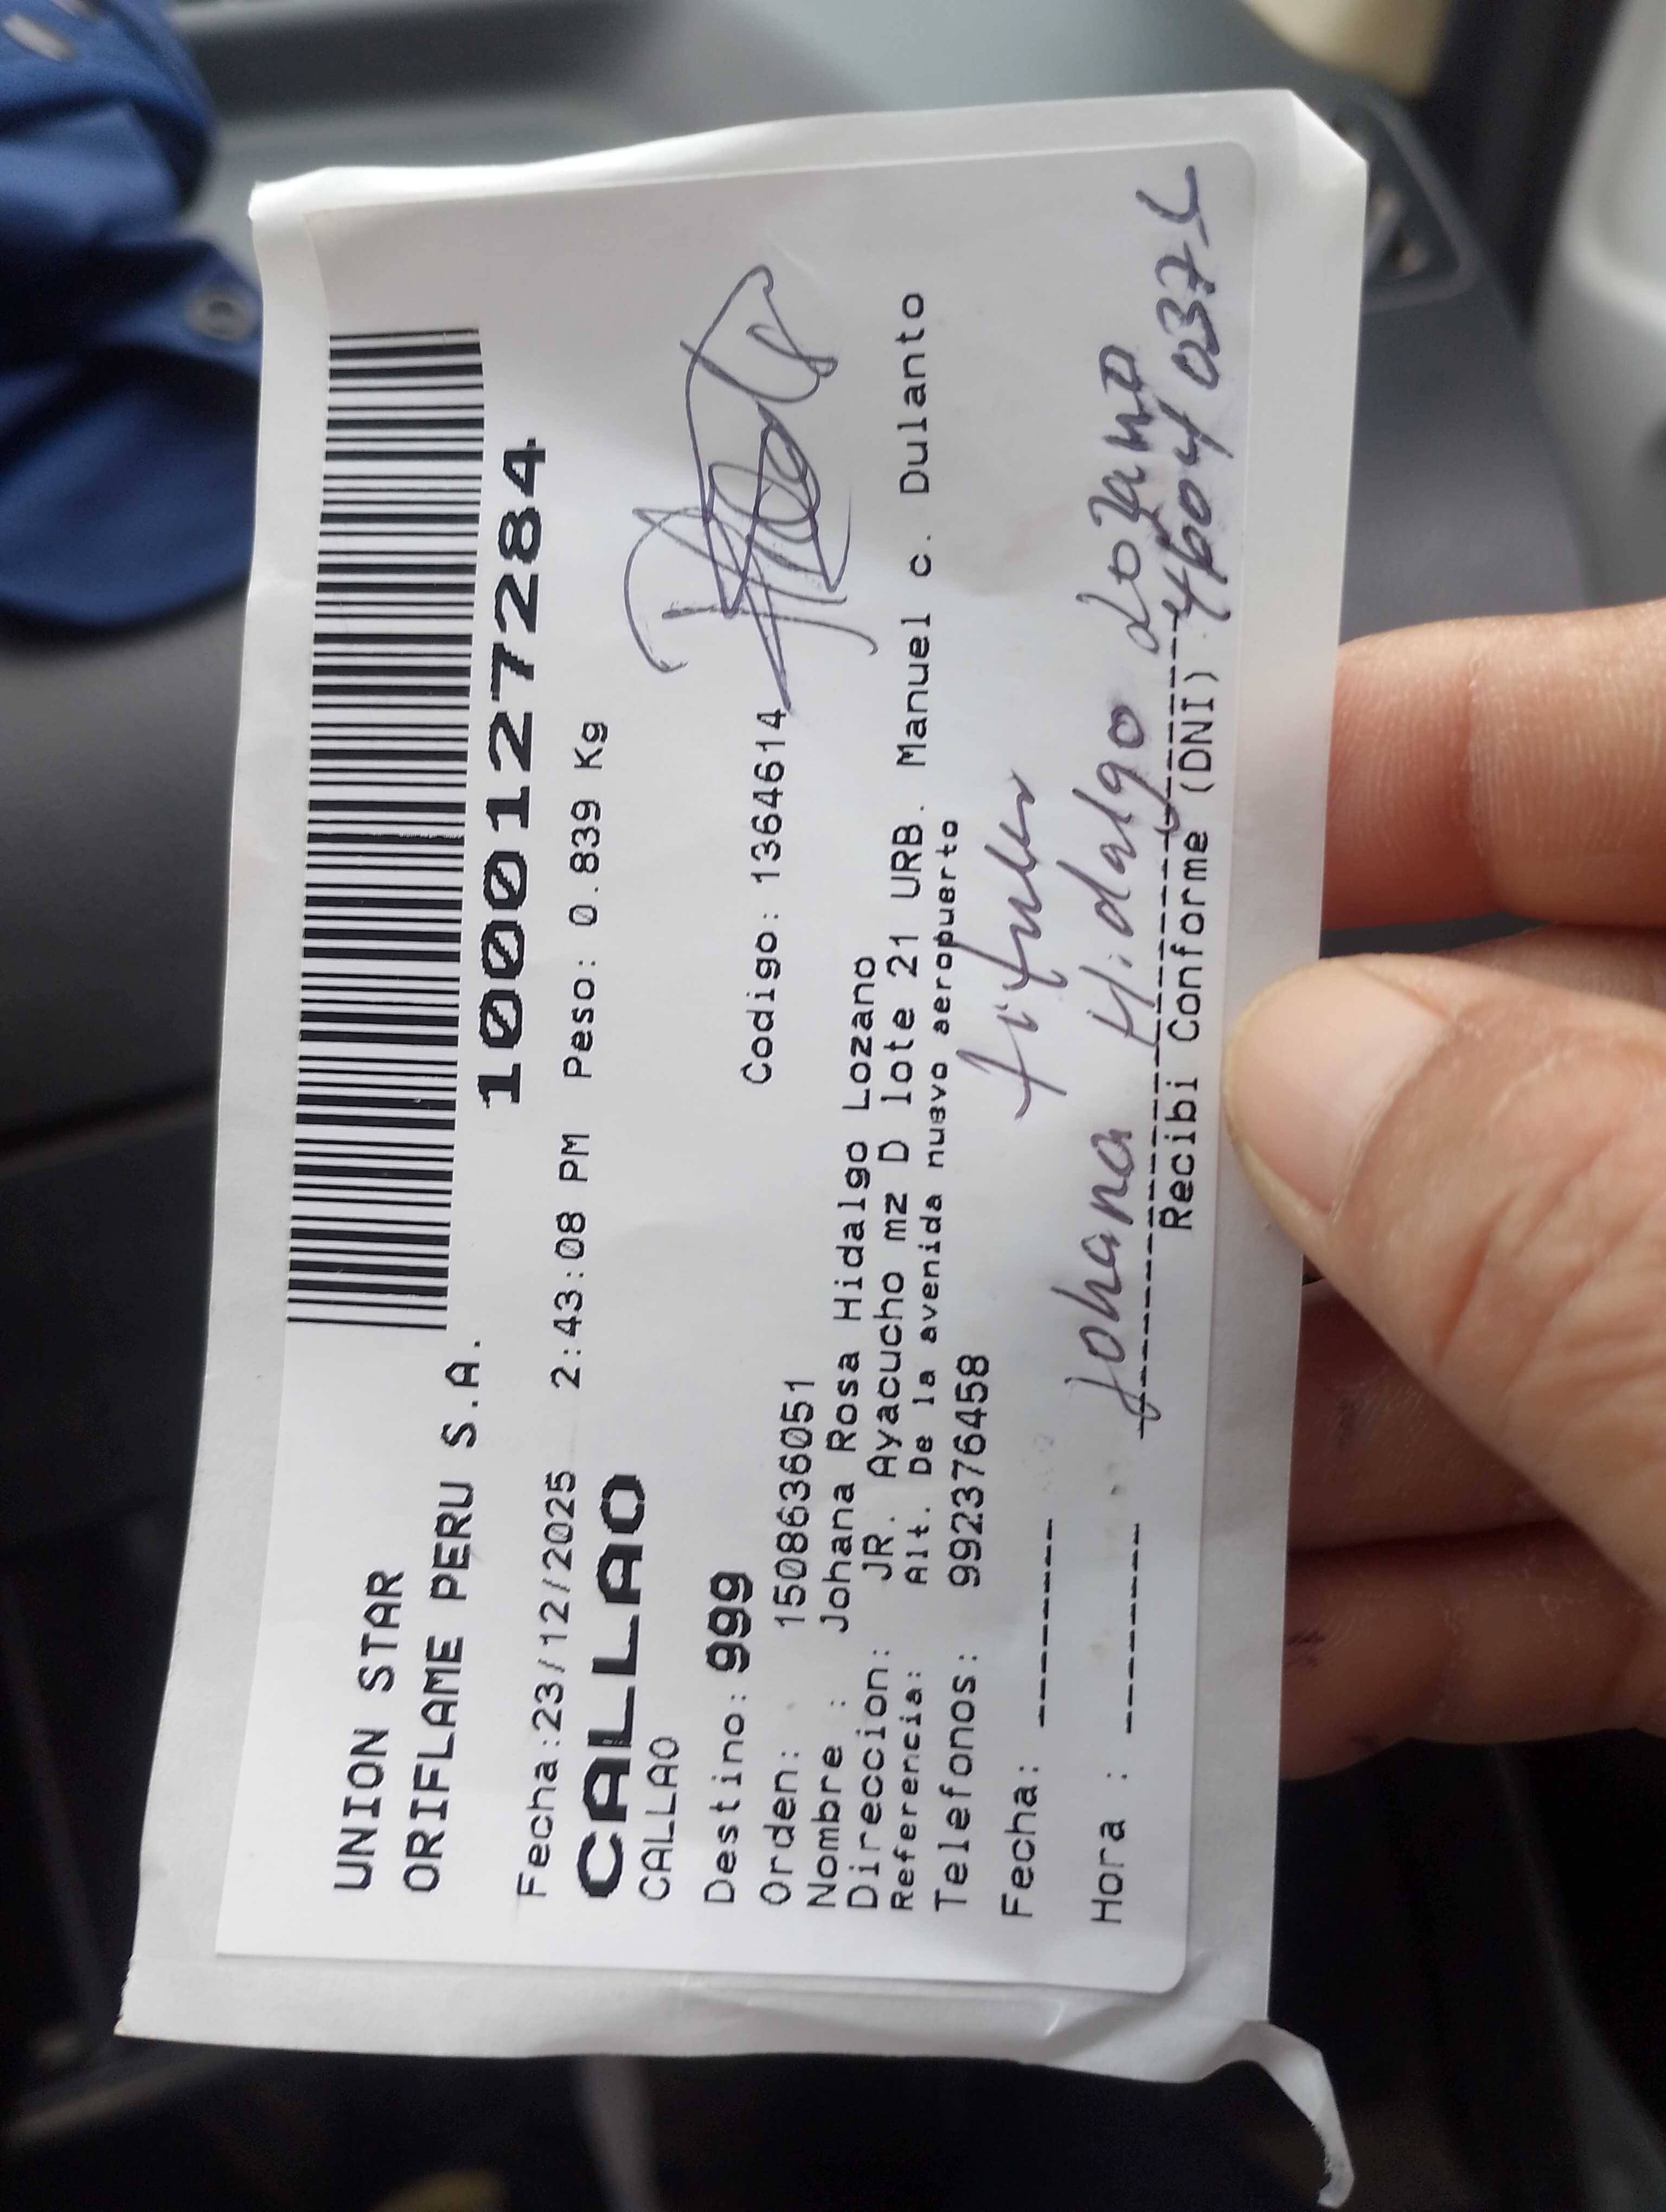 UNION STAR
ORIFLAME PERU S.A.
1000127284
Fecha:23/12/2025 2:43:08 PM Peso: 0.839 Kg
CALLAO
CALLAO
Destino: 999
Codigo: 1364614
Orden: 1508636051
Nombre : Johana Rosa Hidalgo Lozano
Direccion: JR. Ayacucho mz D lote 21 URB. Manuel c. Dulanto
Referencia: Alt. De la avenida nuevo aeropuerto
Telefonos: 992376458
Fecha: --------
titular
Johana Hidalgo Lozano
Hora : --------
Recibi Conforme (DNI)